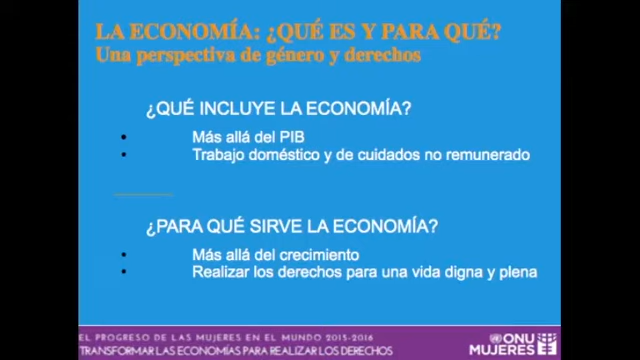 LA ECONOMÍA: ¿QUÉ ES Y PARA QUÉ?
Una perspectiva de género y derechos
¿QUÉ INCLUYE LA ECONOMÍA?
• Más allá del PIB
• Trabajo doméstico y de cuidados no remunerado
¿PARA QUÉ SIRVE LA ECONOMÍA?
• Más allá del crecimiento
• Realizar los derechos para una vida digna y plena
EL PROGRESO DE LAS MUJERES EN EL MUNDO 2015-2016
TRANSFORMAR LAS ECONOMÍAS PARA REALIZAR LOS DERECHOS
ONU
MUJERES